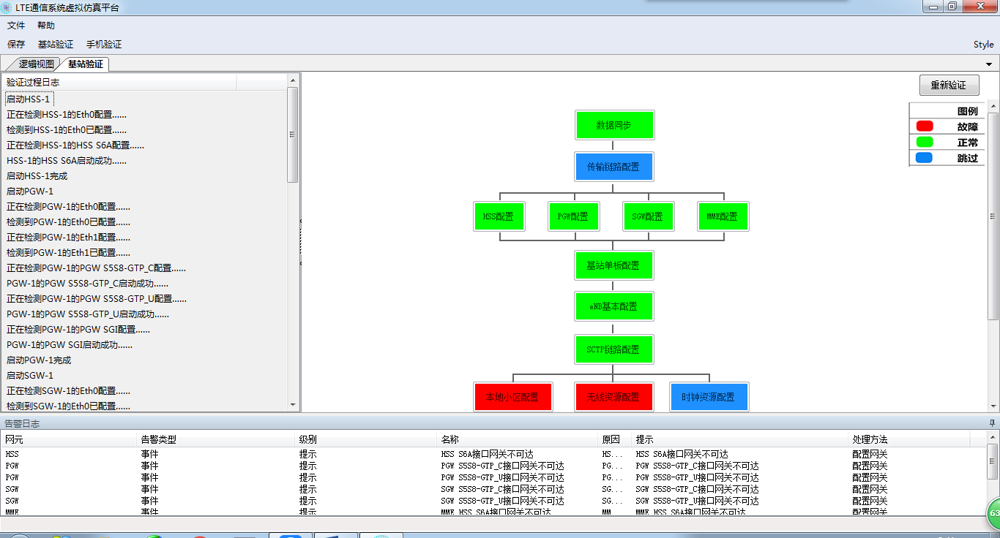 LTE通信系统虚拟仿真平台
文件 帮助
保存 基站验证 手机验证 Style
逻辑视图 基站验证
验证过程日志
启动HSS-1
正在检测HSS-1的Eth0配置......
检测到HSS-1的Eth0已配置......
正在检测HSS-1的HSS S6A配置......
HSS-1的HSS S6A启动成功......
启动HSS-1完成
启动PGW-1
正在检测PGW-1的Eth0配置......
检测到PGW-1的Eth0已配置......
正在检测PGW-1的Eth1配置......
检测到PGW-1的Eth1已配置......
正在检测PGW-1的PGW S5S8-GTP_C配置......
PGW-1的PGW S5S8-GTP_C启动成功......
正在检测PGW-1的PGW S5S8-GTP_U配置......
PGW-1的PGW S5S8-GTP_U启动成功......
正在检测PGW-1的PGW SGI配置......
PGW-1的PGW SGI启动成功......
启动PGW-1完成
启动SGW-1
正在检测SGW-1的Eth0配置......
检测到SGW-1的Eth0已配置......
重新验证
图例
故障
正常
跳过
数据同步
传输链路配置
HSS配置 PGW配置 SGW配置 MME配置
基站单板配置
eNB基本配置
SCTP链路配置
本地小区配置 无线资源配置 时钟资源配置
告警日志
网元 告警类型 级别 名称 原因 提示 处理方法
HSS 事件 提示 HSS S6A接口网关不可达 HS... HSS S6A接口网关不可达 配置网关
PGW 事件 提示 PGW S5S8-GTP_C接口网关不可达 PG... PGW S5S8-GTP_C接口网关不可达 配置网关
PGW 事件 提示 PGW S5S8-GTP_U接口网关不可达 PG... PGW S5S8-GTP_U接口网关不可达 配置网关
SGW 事件 提示 SGW S5S8-GTP_C接口网关不可达 SG... SGW S5S8-GTP_C接口网关不可达 配置网关
SGW 事件 提示 SGW S5S8-GTP_U接口网关不可达 SG... SGW S5S8-GTP_U接口网关不可达 配置网关
MME 事件 提示 MME HSS S6A接口网关不可达 MM MME HSS S6A接口网关不可达 配置网关
63